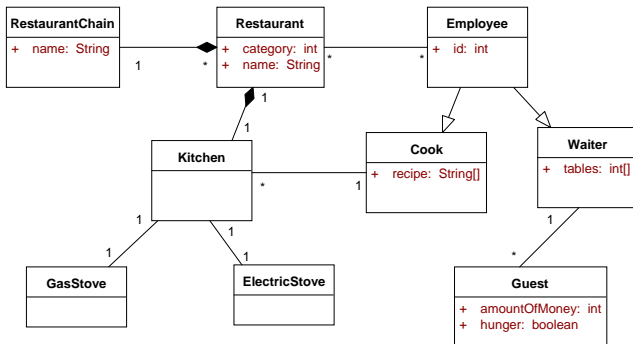 RestaurantChain
+ name: String
Restaurant
+ category: int
+ name: String
Employee
+ id: int
1
*
*
*
1
1
Kitchen
Cook
+ recipe: String[]
Waiter
+ tables: int[]
*
1
1
1
1
1
1
*
GasStove
ElectricStove
Guest
+ amountOfMoney: int
+ hunger: boolean